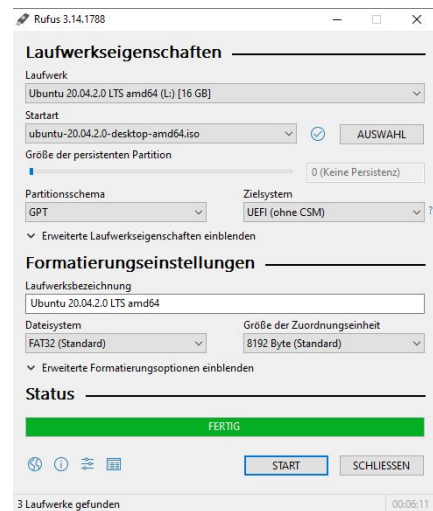 Rufus 3.14.1788
Laufwerkseigenschaften
Laufwerk
Ubuntu 20.04.2.0 LTS amd64 (L:) [16 GB]
Startart
ubuntu-20.04.2.0-desktop-amd64.iso
AUSWAHL
Größe der persistenten Partition
0 (Keine Persistenz)
Partitionsschema Zielsystem
GPT UEFI (ohne CSM) ?
Erweiterte Laufwerkseigenschaften einblenden
Formatierungseinstellungen
Laufwerksbezeichnung
Ubuntu 20.04.2.0 LTS amd64
Dateisystem Größe der Zuordnungseinheit
FAT32 (Standard) 8192 Byte (Standard)
Erweiterte Formatierungsoptionen einblenden
Status
FERTIG
START SCHLIESSEN
3 Laufwerke gefunden 00:06:11